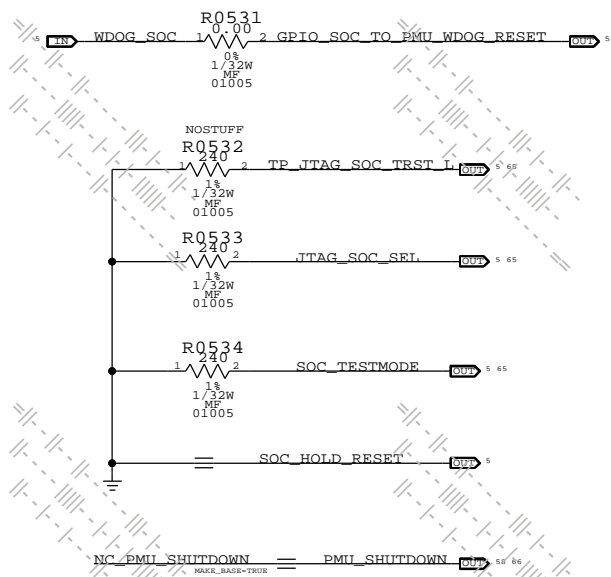 R0531
5 IN WDOG_SOC 1 0.00 2 GPIO_SOC_TO_PMU_WDOG_RESET OUT 5
0%
1/32W
MF
01005
NOSTUFF
R0532
240
1 2 TP_JTAG_SOC_TRST_L OUT 5 65
1%
1/32W
MF
01005
R0533
240
1 2 JTAG_SOC_SEL OUT 5 65
1%
1/32W
MF
01005
R0534
240
1 2 SOC_TESTMODE OUT 5 65
1%
1/32W
MF
01005
SOC_HOLD_RESET OUT 5
NC_PMU_SHUTDOWN PMU_SHUTDOWN OUT 58 66
MAKE_BASE=TRUE